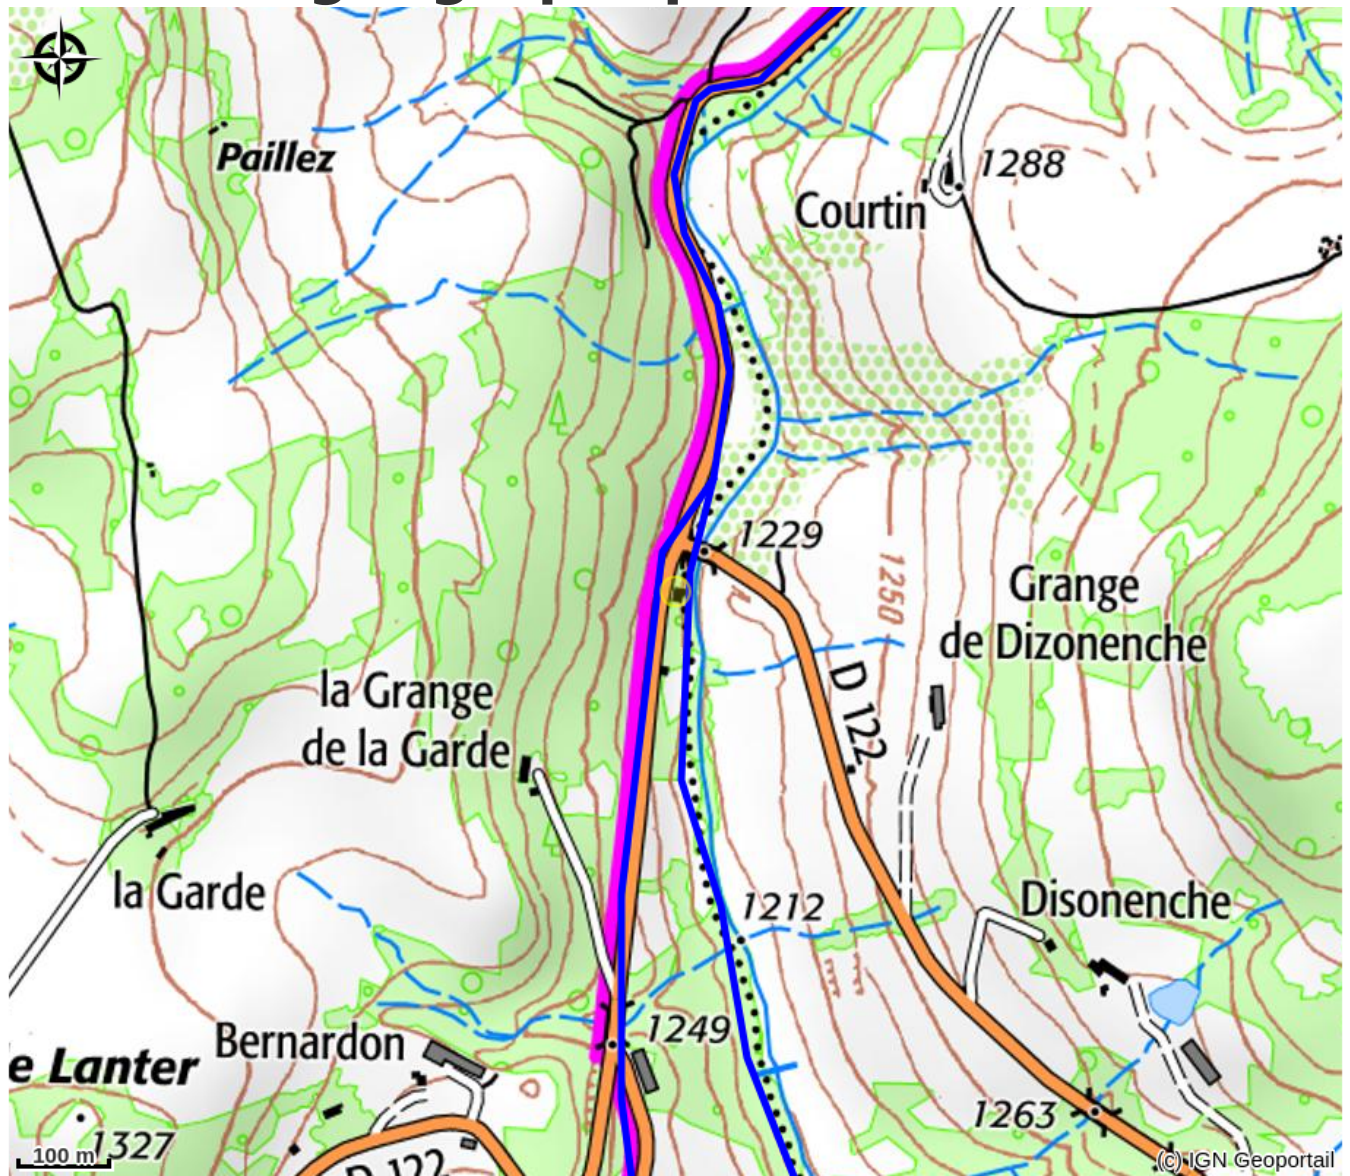 Paillez
1288
Courtin
1229
1250
Grange
de Dizonenche
la Grange
de la Garde
D 122
la Garde
Disonenche
1212
Bernardon
1249
e Lanter
1263
1327
100 m
D 122
(c) IGN Geoportail